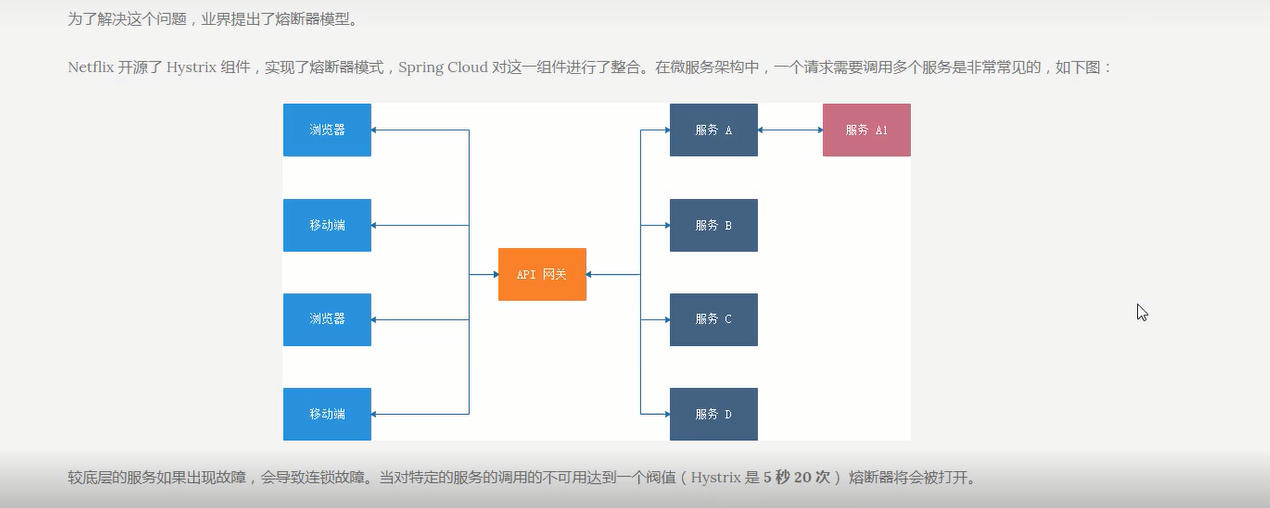 为了解决这个问题，业界提出了熔断器模型。
Netflix 开源了 Hystrix 组件，实现了熔断器模式，Spring Cloud 对这一组件进行了整合。在微服务架构中，一个请求需要调用多个服务是非常常见的，如下图：
浏览器
服务 A
服务 A1
移动端
服务 B
API 网关
浏览器
服务 C
移动端
服务 D
较底层的服务如果出现故障，会导致连锁故障。当对特定的服务的调用的不可用达到一个阀值（Hystrix 是 5 秒 20 次） 熔断器将会被打开。